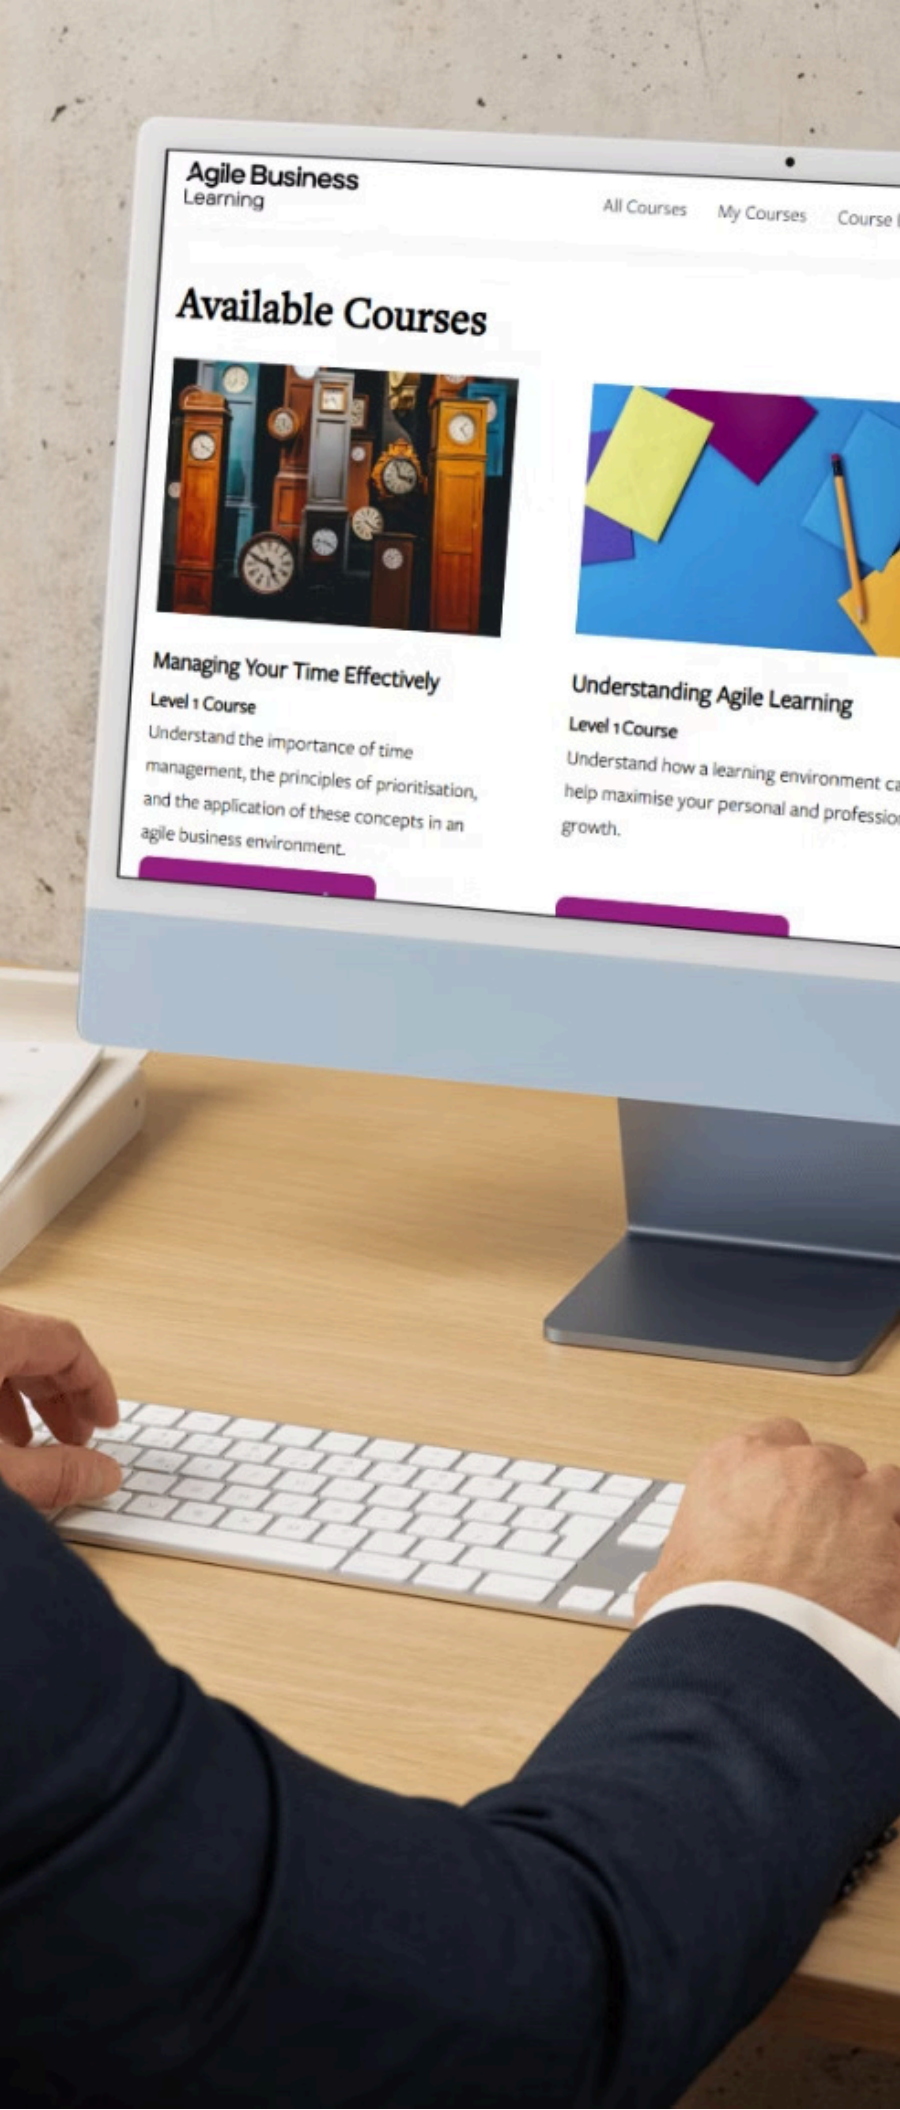 Agile Business
Learning
All Courses My Courses Course
Available Courses
Managing Your Time Effectively
Level 1 Course
Understand the importance of time
management, the principles of prioritisation,
and the application of these concepts in an
agile business environment.
Understanding Agile Learning
Level 1 Course
Understand how a learning environment
help maximise your personal and
growth.